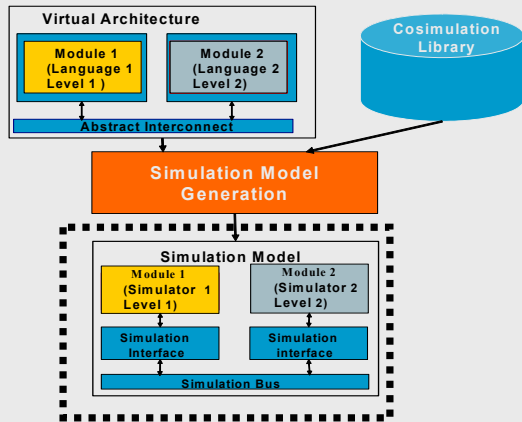 Virtual Architecture
Module 1
(Language 1
Level 1 )
Module 2
(Language 2
Level 2)
Abstract Interconnect
Cosimulation
Library
Simulation Model
Generation
Simulation Model
Module 1
(Simulator 1
Level 1)
Module 2
(Simulator 2
Level 2)
Simulation
Interface
Simulation
interface
Simulation Bus